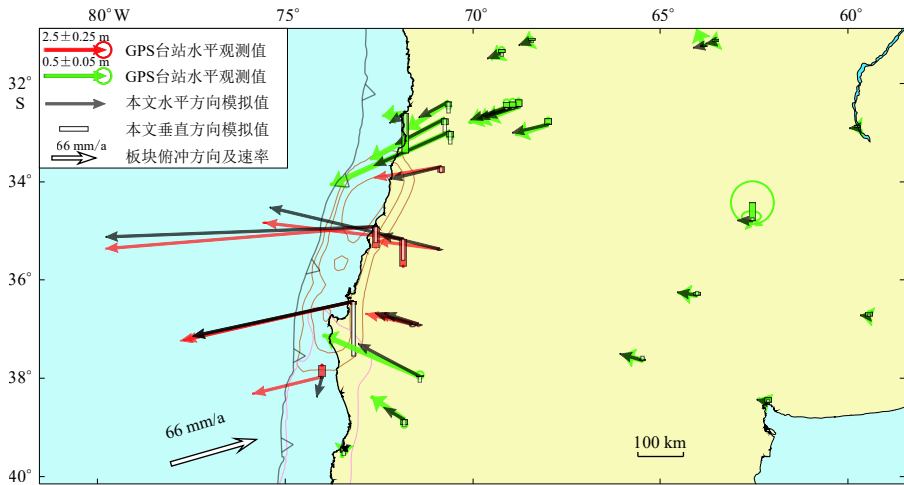 80°W 75° 70° 65° 60°
2.5±0.25 m
GPS台站水平观测值
0.5±0.05 m
GPS台站水平观测值
本文水平方向模拟值
本文垂直方向模拟值
66 mm/a
板块俯冲方向及速率
32°
S
34°
36°
38°
40°
66 mm/a
100 km